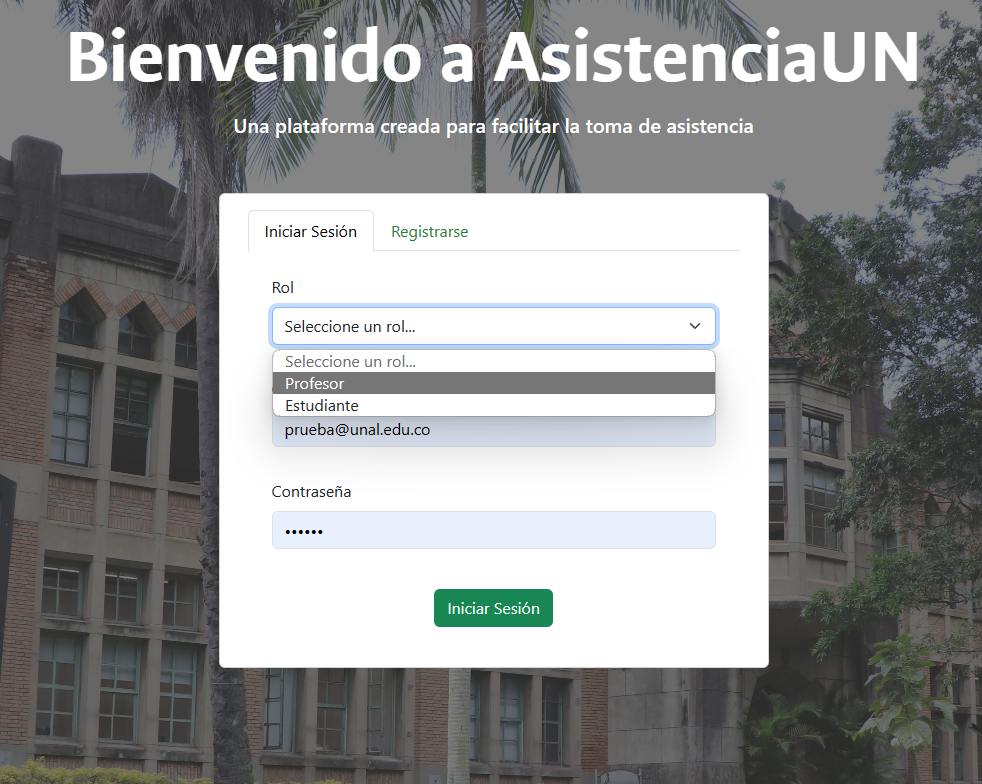 Bienvenido a AsistenciaUN
Una plataforma creada para facilitar la toma de asistencia
Iniciar Sesión
Registrarse
Rol
Seleccione un rol...
Seleccione un rol...
Profesor
Estudiante
prueba@unal.edu.co
Contraseña
••••••
Iniciar Sesión